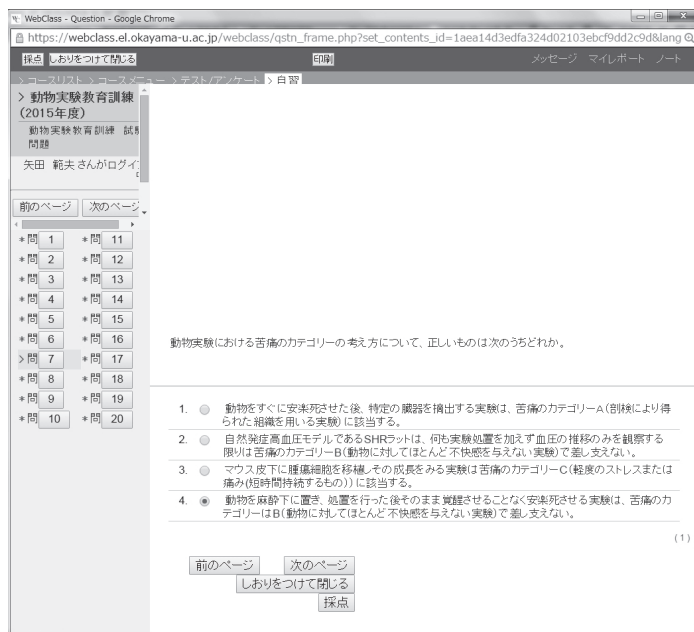 WebClass - Question - Google Chrome
https://webclass.el.okayama-u.ac.jp/webclass/qstn_frame.php?set_contents_id=1aea14d3edfa324d02103ebcf9dd2c9d&lang
採点 しおりをつけて閉じる 印刷 メッセージ マイレポート ノート
> コースリスト > コースメニュー > テスト/アンケート > 自習
> 動物実験教育訓練
(2015年度)
動物実験教育訓練 試験
問題
矢田 範夫さんがログイン
前のページ 次のページ
*問 1 *問 11
*問 2 *問 12
*問 3 *問 13
*問 4 *問 14
*問 5 *問 15
*問 6 *問 16
>問 7 *問 17
*問 8 *問 18
*問 9 *問 19
*問 10 *問 20
動物実験における苦痛のカテゴリーの考え方について、正しいものは次のうちどれか。
1. 動物をすぐに安楽死させた後、特定の臓器を摘出する実験は、苦痛のカテゴリーA(剖検により得
られた組織を用いる実験)に該当する。
2. 自然発症高血圧モデルであるSHRラットは、何も実験処置を加えず血圧の推移のみを観察する
限りは苦痛のカテゴリーB(動物に対してほとんど不快感を与えない実験)で差し支えない。
3. マウス皮下に腫瘍細胞を移植しその成長をみる実験は苦痛のカテゴリーC(軽度のストレスまたは
痛み(短時間持続するもの))に該当する。
4. 動物を麻酔下に置き、処置を行った後そのまま覚醒させることなく安楽死させる実験は、苦痛のカ
テゴリーはB(動物に対してほとんど不快感を与えない実験)で差し支えない。
(1)
前のページ 次のページ
しおりをつけて閉じる
採点